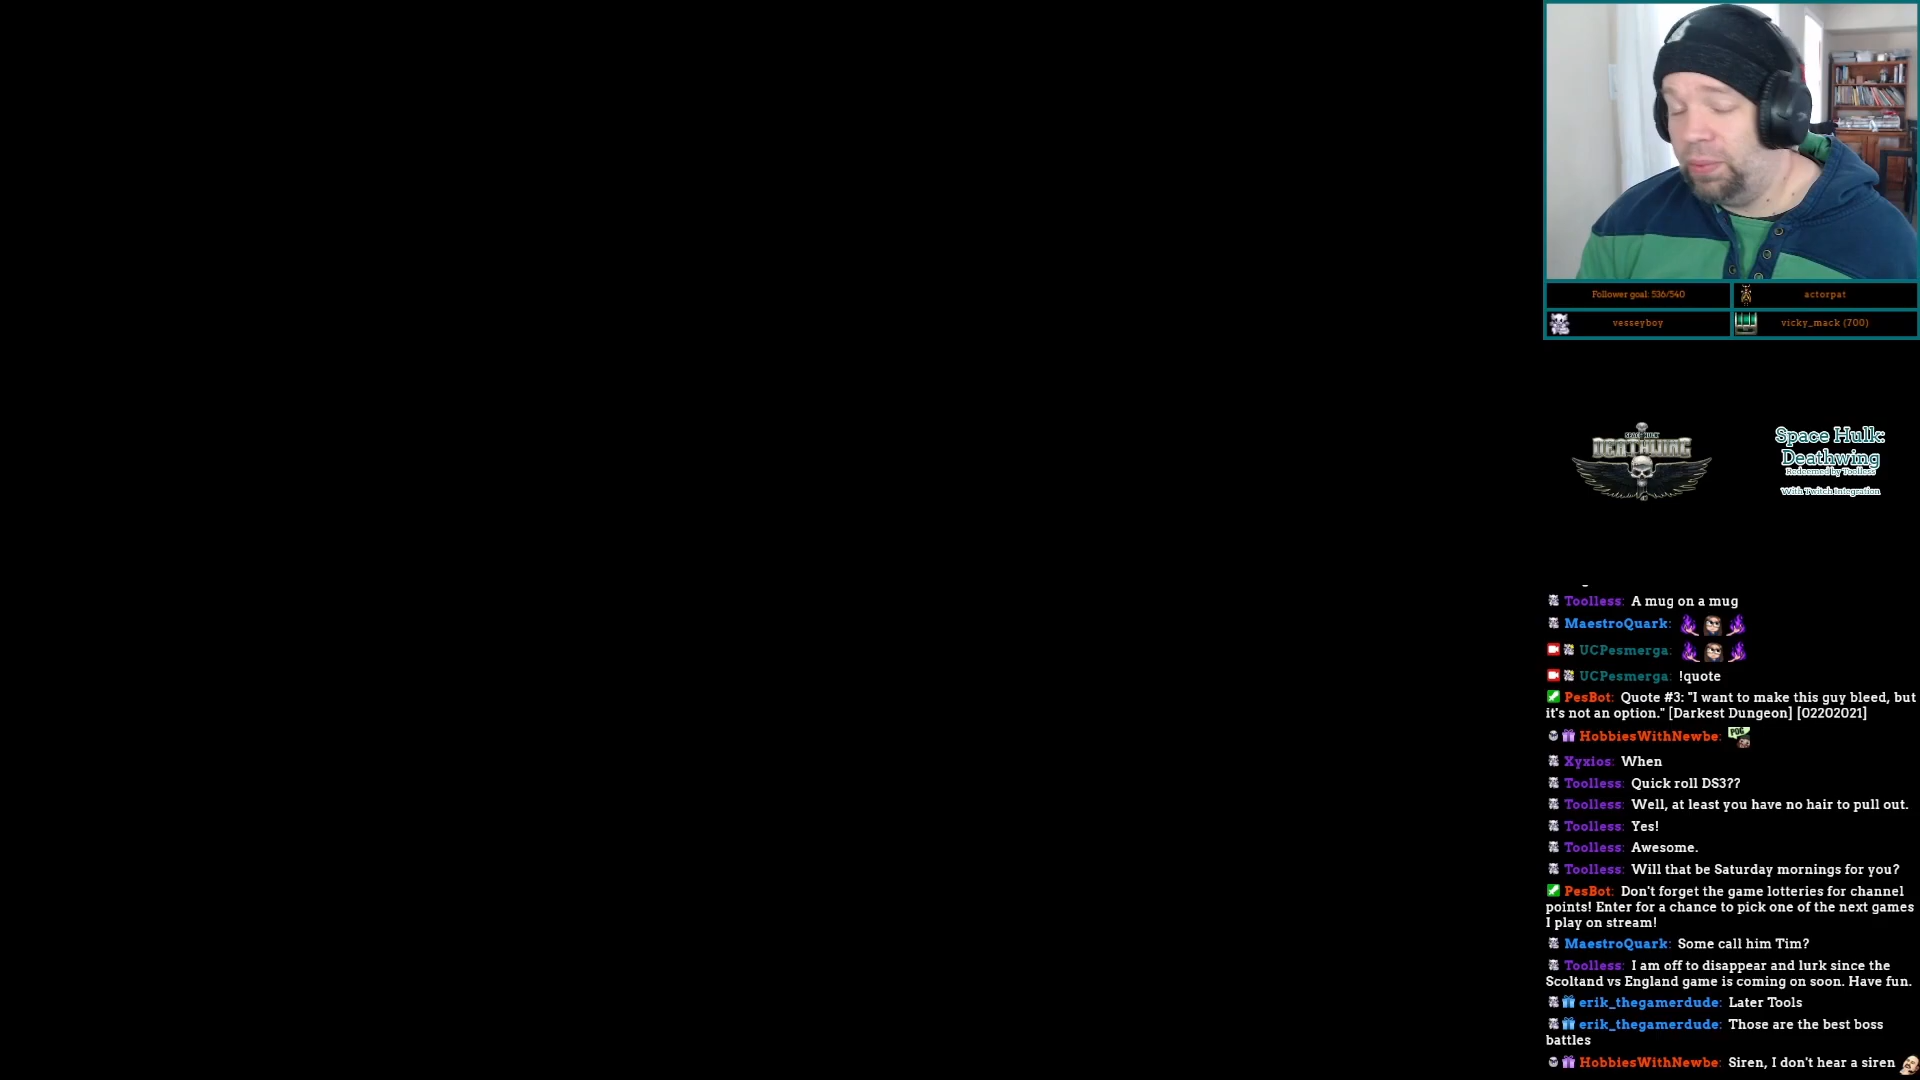 Follower goal: 536/540
actorpat
vesseyboy
vicky_mack (700)
SPACE HULK
DEATHWING
Space Hulk:
Deathwing
Redeemed by Toolless
With Twitch Integration
Toolless: A mug on a mug
MaestroQuark:
UCPesmerga:
UCPesmerga: !quote
PesBot: Quote #3: "I want to make this guy bleed, but
it's not an option." [Darkest Dungeon] [02202021]
HobbiesWithNewbe: POG
Xyxios: When
Toolless: Quick roll DS3??
Toolless: Well, at least you have no hair to pull out.
Toolless: Yes!
Toolless: Awesome.
Toolless: Will that be Saturday mornings for you?
PesBot: Don't forget the game lotteries for channel
points! Enter for a chance to pick one of the next games
I play on stream!
MaestroQuark: Some call him Tim?
Toolless: I am off to disappear and lurk since the
Scoltand vs England game is coming on soon. Have fun.
erik_thegamerdude: Later Tools
erik_thegamerdude: Those are the best boss
battles
HobbiesWithNewbe: Siren, I don't hear a siren